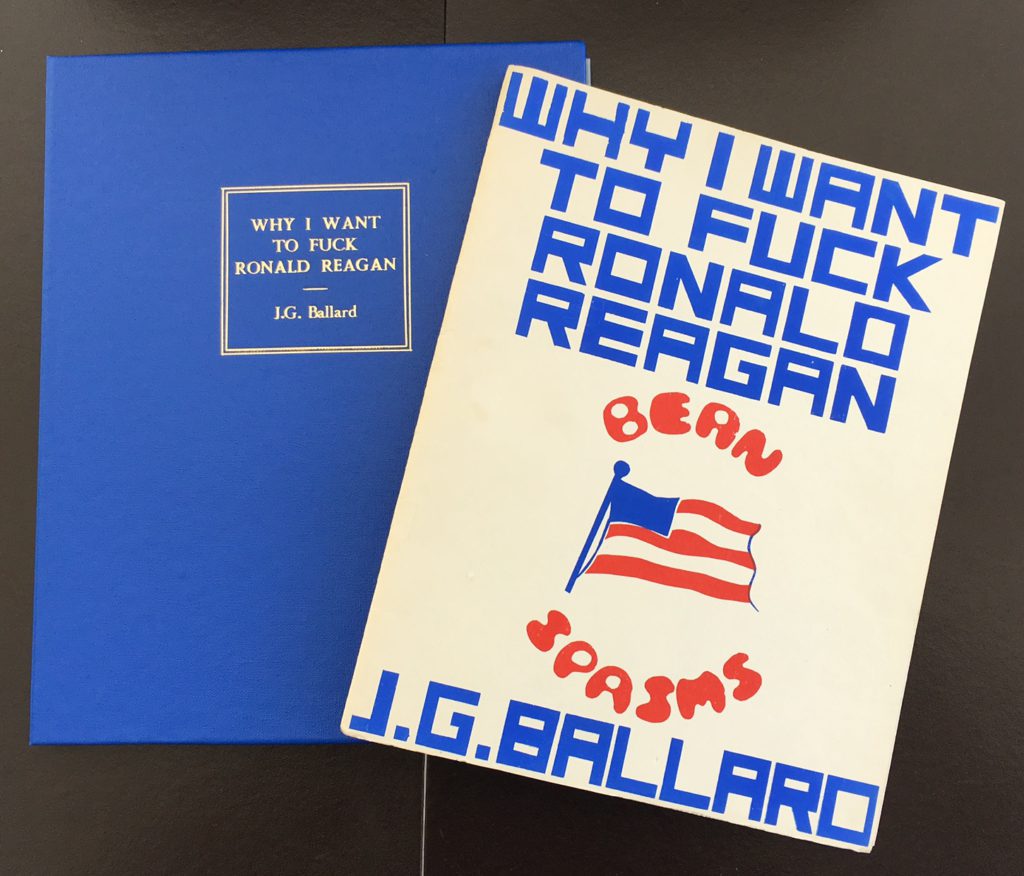 WHY I WANT
TO FUCK
RONALD REAGAN
J.G. Ballard
WHY I WANT
TO FUCK
RONALD
REAGAN
BEAN
SPASMS
J.G. BALLARD